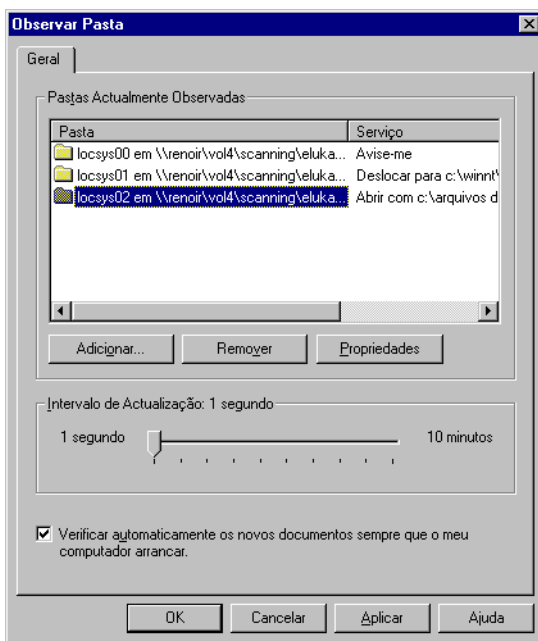 Observar Pasta
Geral
Pastas Actualmente Observadas
Pasta Serviço
locsys00 em \\renoir\vol4\scanning\eluka... Avise-me
locsys01 em \\renoir\vol4\scanning\eluka... Deslocar para c:\winnt\
locsys02 em \\renoir\vol4\scanning\eluka... Abrir com c:\arquivos d
Adicionar... Remover Propriedades
Intervalo de Actualização: 1 segundo
1 segundo 10 minutos
Verificar automaticamente os novos documentos sempre que o meu
computador arrancar.
OK Cancelar Aplicar Ajuda